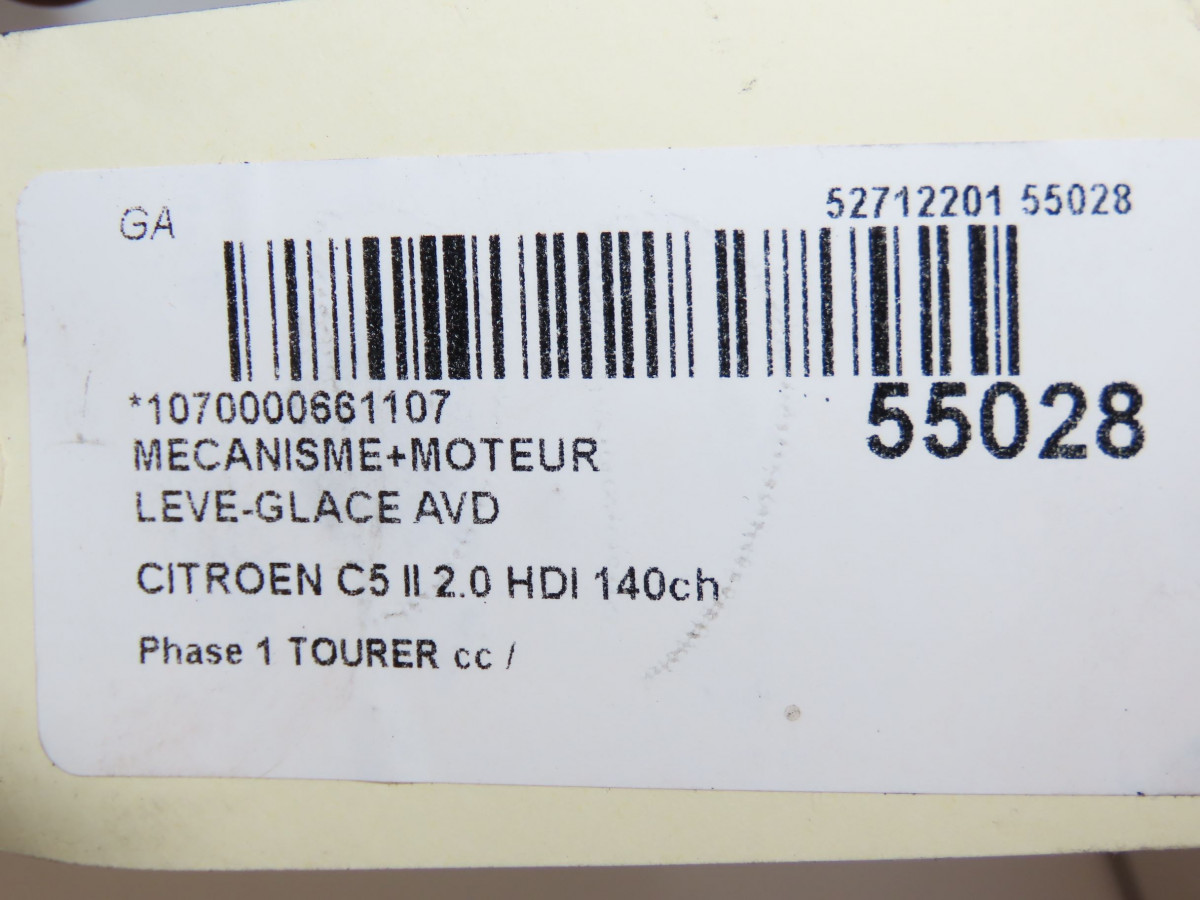 GA
52712201 55028
*1070000661107
55028
MECANISME+MOTEUR
LEVE-GLACE AVD
CITROEN C5 II 2.0 HDI 140ch
Phase 1 TOURER cc /